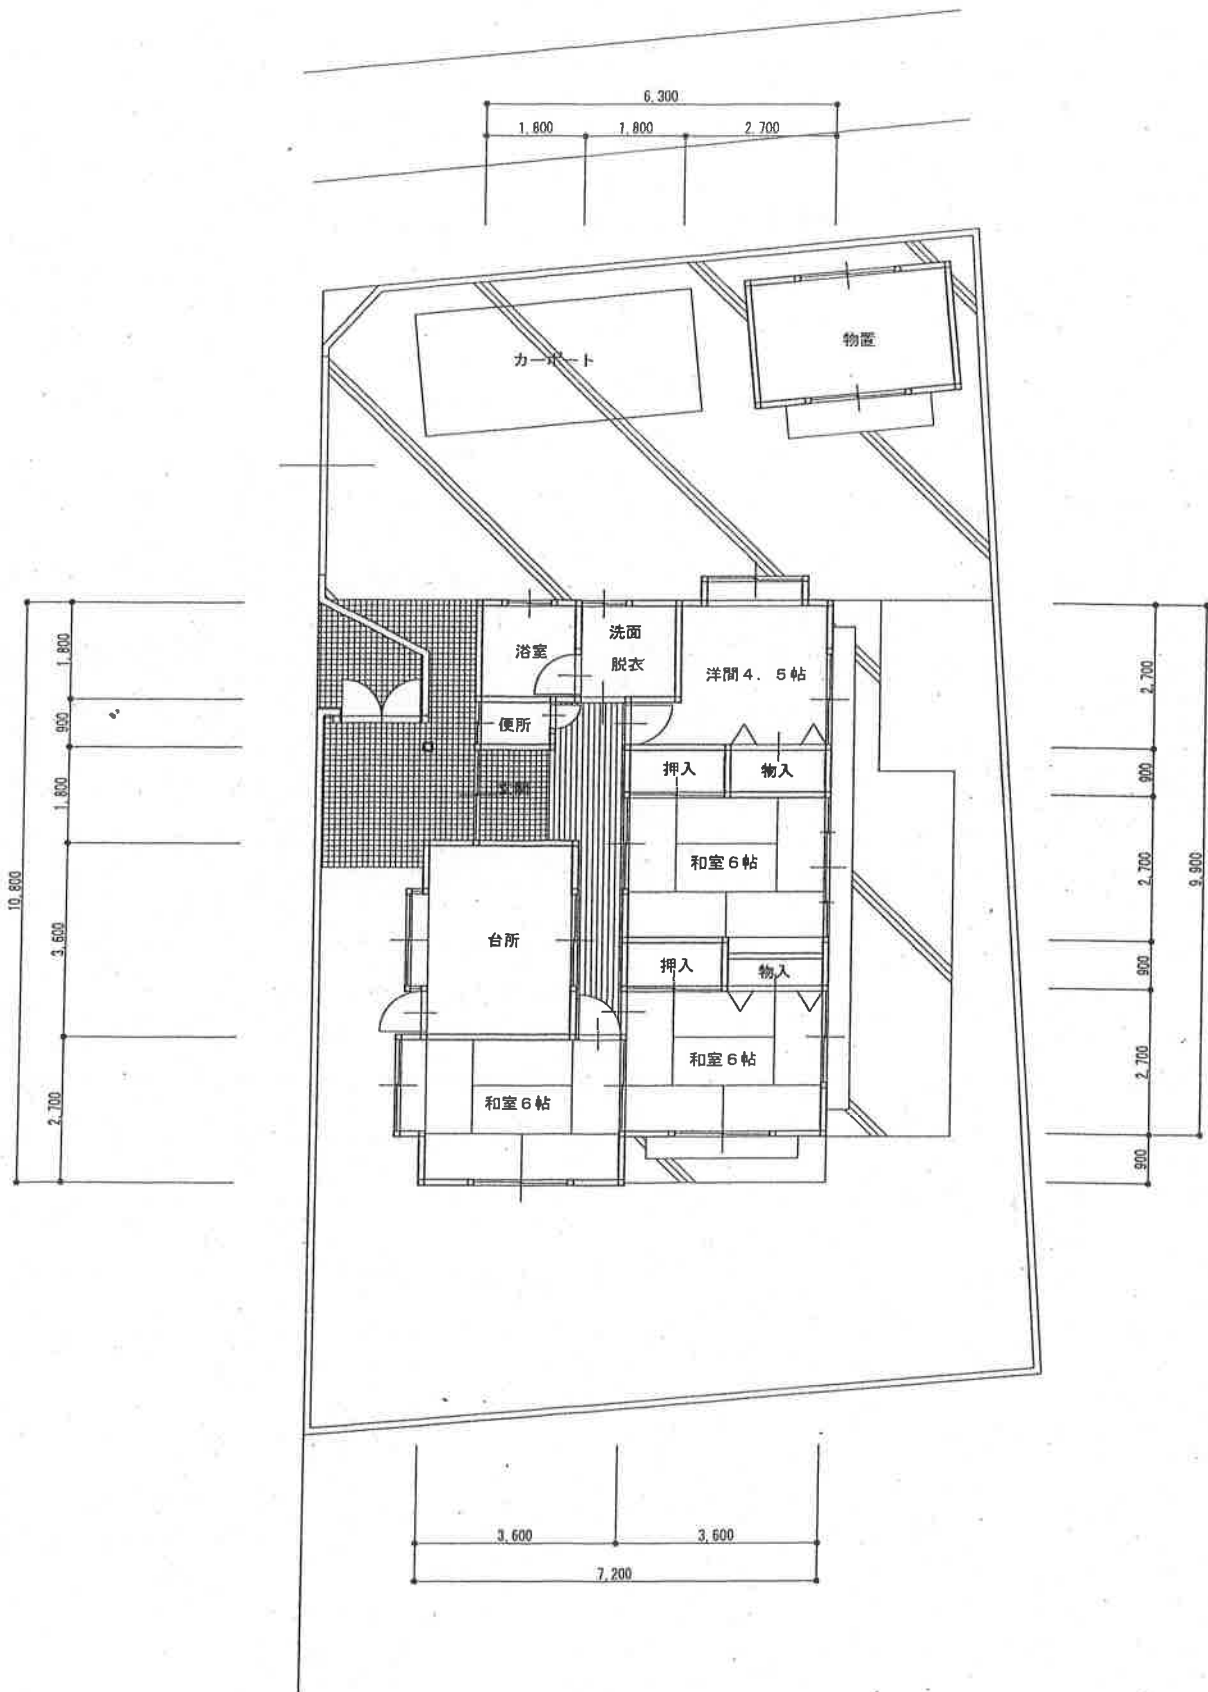 6,300
1,800
1,800
2,700
カーポート
物置
浴室
洗面
脱衣
洋間４．５帖
便所
押入
物入
玄関
和室６帖
台所
押入
物入
和室６帖
和室６帖
1,800
900
1,800
3,600
2,700
10,800
2,700
900
2,700
900
2,700
900
9,900
3,600
3,600
7,200